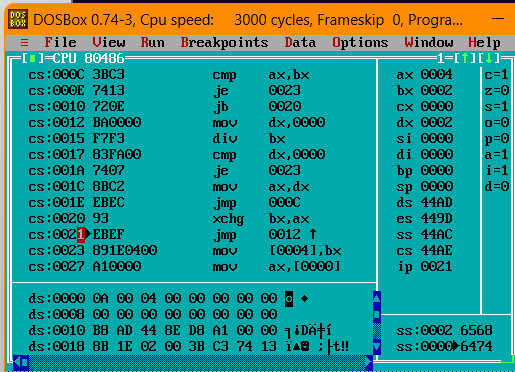 DOS BOX DOSBox 0.74-3, Cpu speed: 3000 cycles, Frameskip 0, Progra...
≡ File View Run Breakpoints Data Options Window Help
[■]=CPU 80486 1=[↑][↓]
cs:000C 3BC3 cmp ax,bx ax 0004 c=1
cs:000E 7413 je 0023 bx 0002 z=0
cs:0010 720E jb 0020 cx 0000 s=1
cs:0012 BA0000 mov dx,0000 dx 0002 o=0
cs:0015 F7F3 div bx si 0000 p=0
cs:0017 83FA00 cmp dx,0000 di 0000 a=1
cs:001A 7407 je 0023 bp 0000 i=1
cs:001C 8BC2 mov ax,dx sp 0000 d=0
cs:001E EBEC jmp 000C ds 44AD
cs:0020 93 xchg bx,ax es 449D
cs:0021►EBEF jmp 0012 ↑ ss 44AC
cs:0023 891E0400 mov [0004],bx cs 44AE
cs:0027 A10000 mov ax,[0000] ip 0021
ds:0000 0A 00 04 00 00 00 00 00 ◘ ♦
ds:0008 00 00 00 00 00 00 00 00
ds:0010 B8 AD 44 8E D8 A1 00 00 ╕¡DÄ╪í ss:0002 6568
ds:0018 8B 1E 02 00 3B C3 74 13 ï▲☻ ;├t‼ ss:0000►6474